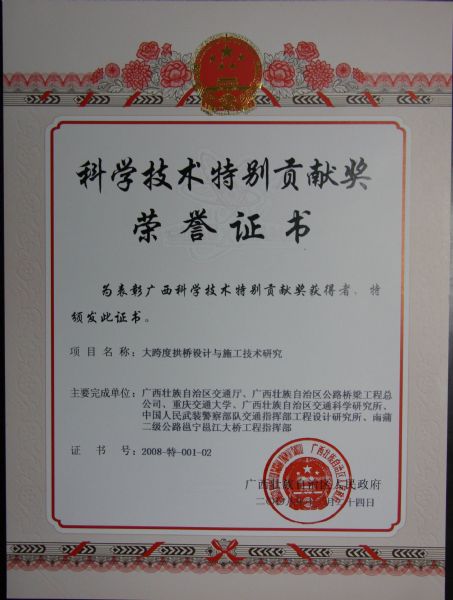 科学技术特别贡献奖
荣誉证书
为表彰广西科学技术特别贡献奖获得者，特
颁发此证书。
项目名称：大跨度拱桥设计与施工技术研究
主要完成单位：广西壮族自治区交通厅、广西壮族自治区公路桥梁工程总
公司、重庆交通大学、广西壮族自治区交通科学研究所、
中国人民武装警察部队交通指挥部工程设计研究所、南蒲
二级公路邕宁邕江大桥工程指挥部
证书号：2008-特-001-02
广西壮族自治区人民政府
十四日